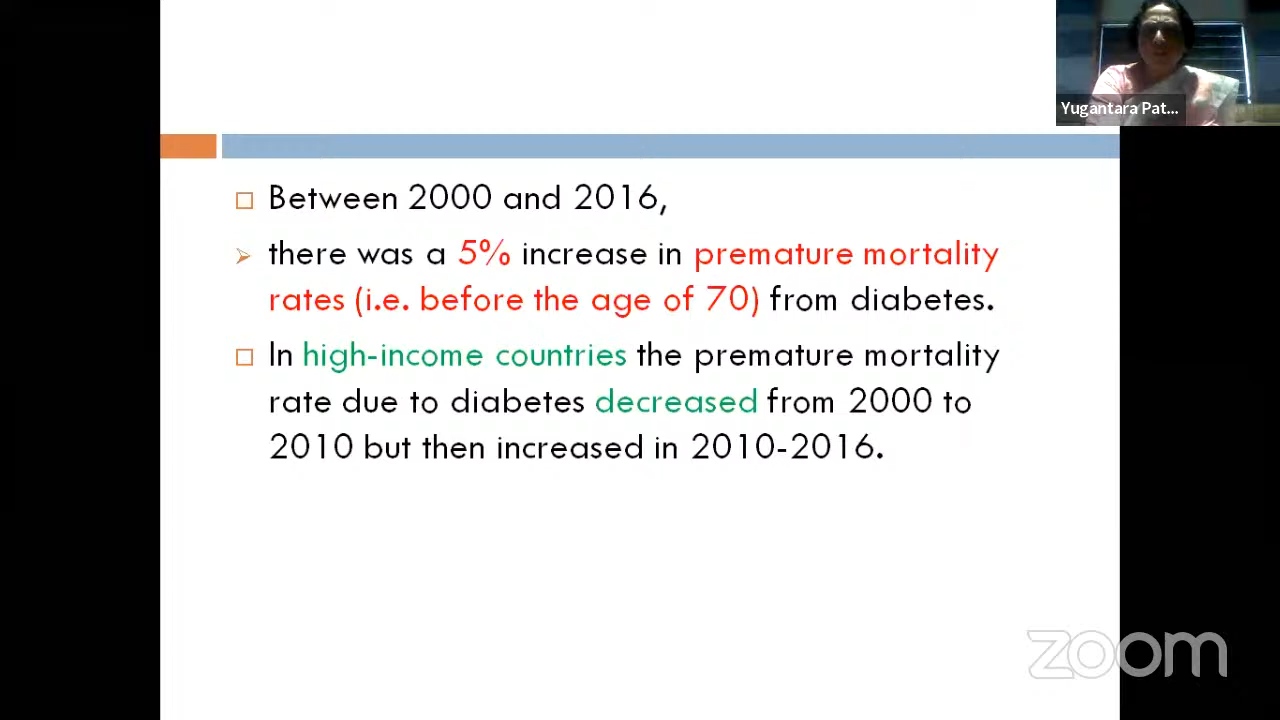 Yugantara Pat...
Between 2000 and 2016,
there was a 5% increase in premature mortality
rates (i.e. before the age of 70) from diabetes.
In high-income countries the premature mortality
rate due to diabetes decreased from 2000 to
2010 but then increased in 2010-2016.
zoom